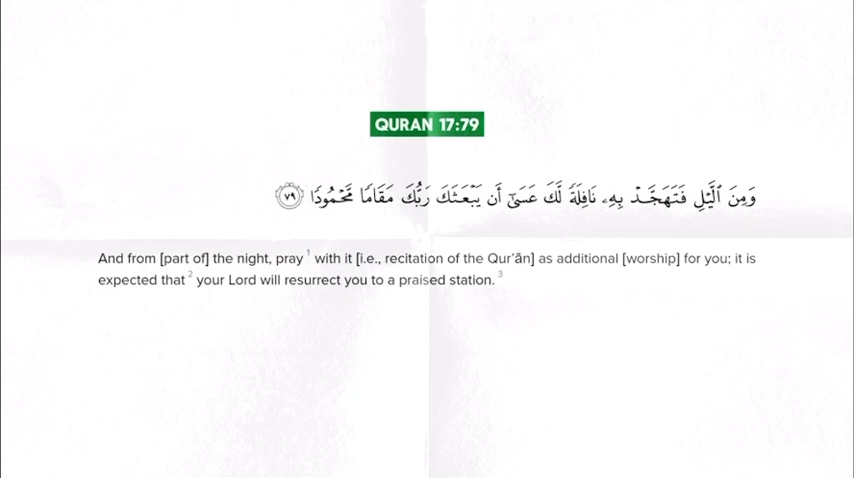 QURAN 17:79
وَمِنَ ٱلَّيْلِ فَتَهَجَّدْ بِهِۦ نَافِلَةً لَّكَ عَسَىٰٓ أَن يَبْعَثَكَ رَبُّكَ مَقَامًا مَّحْمُودًا ٧٩
And from [part of] the night, pray ¹ with it [i.e., recitation of the Qur’ān] as additional [worship] for you; it is
expected that ² your Lord will resurrect you to a praised station. ³